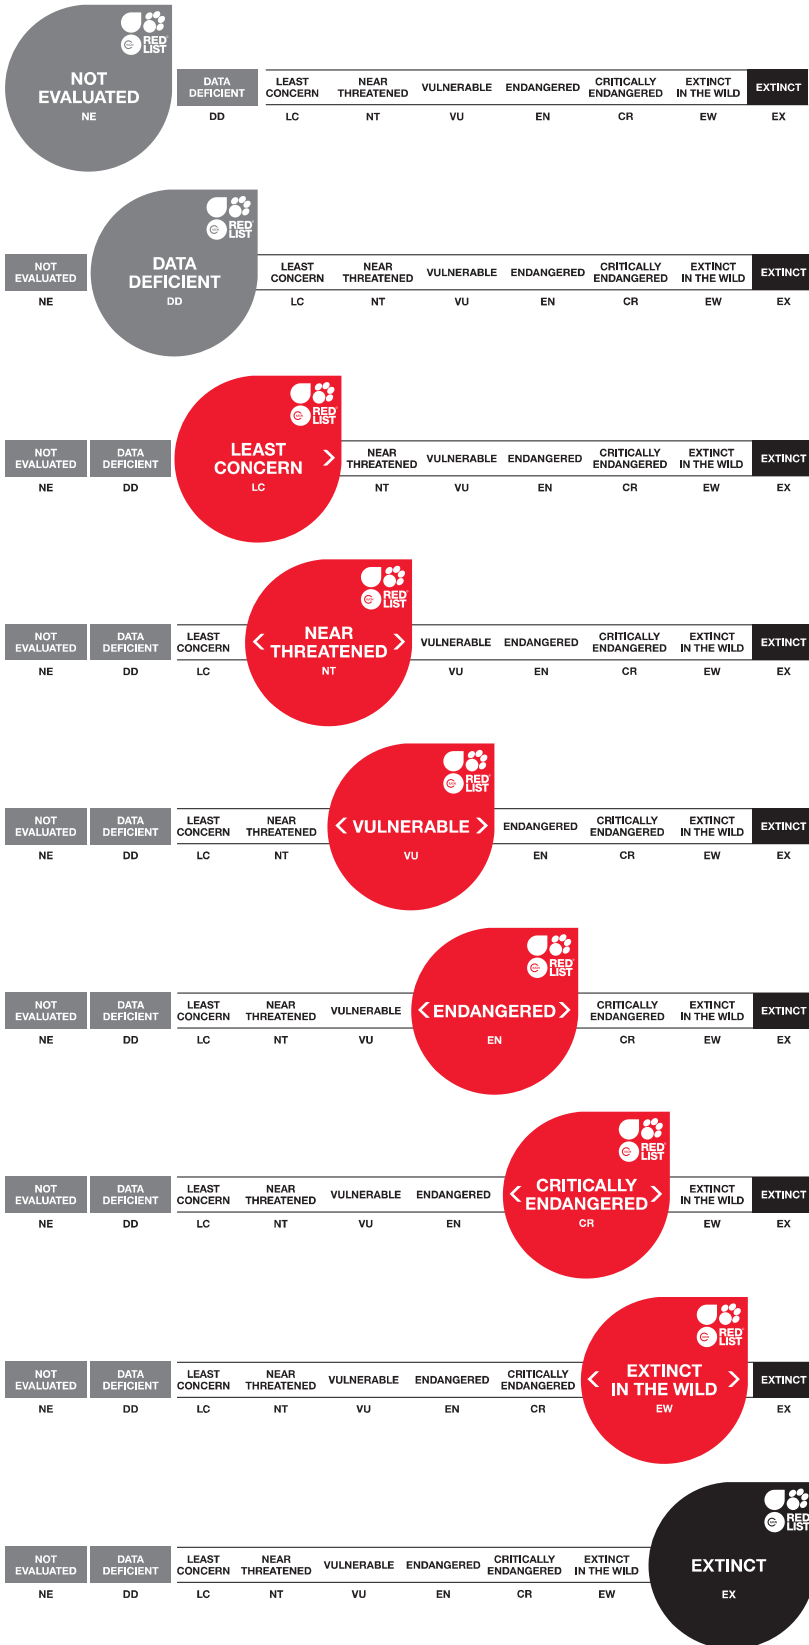 RED LIST
NOT EVALUATED NE
DATA DEFICIENT DD
LEAST CONCERN LC
NEAR THREATENED NT
VULNERABLE VU
ENDANGERED EN
CRITICALLY ENDANGERED CR
EXTINCT IN THE WILD EW
EXTINCT EX
NOT EVALUATED NE
RED LIST
DATA DEFICIENT DD
LEAST CONCERN LC
NEAR THREATENED NT
VULNERABLE VU
ENDANGERED EN
CRITICALLY ENDANGERED CR
EXTINCT IN THE WILD EW
EXTINCT EX
NOT EVALUATED NE
DATA DEFICIENT DD
RED LIST
LEAST CONCERN > LC
NEAR THREATENED NT
VULNERABLE VU
ENDANGERED EN
CRITICALLY ENDANGERED CR
EXTINCT IN THE WILD EW
EXTINCT EX
NOT EVALUATED NE
DATA DEFICIENT DD
LEAST CONCERN LC
RED LIST
< NEAR THREATENED > NT
VULNERABLE VU
ENDANGERED EN
CRITICALLY ENDANGERED CR
EXTINCT IN THE WILD EW
EXTINCT EX
NOT EVALUATED NE
DATA DEFICIENT DD
LEAST CONCERN LC
NEAR THREATENED NT
RED LIST
< VULNERABLE > VU
ENDANGERED EN
CRITICALLY ENDANGERED CR
EXTINCT IN THE WILD EW
EXTINCT EX
NOT EVALUATED NE
DATA DEFICIENT DD
LEAST CONCERN LC
NEAR THREATENED NT
VULNERABLE VU
RED LIST
< ENDANGERED > EN
CRITICALLY ENDANGERED CR
EXTINCT IN THE WILD EW
EXTINCT EX
NOT EVALUATED NE
DATA DEFICIENT DD
LEAST CONCERN LC
NEAR THREATENED NT
VULNERABLE VU
ENDANGERED EN
RED LIST
< CRITICALLY ENDANGERED > CR
EXTINCT IN THE WILD EW
EXTINCT EX
NOT EVALUATED NE
DATA DEFICIENT DD
LEAST CONCERN LC
NEAR THREATENED NT
VULNERABLE VU
ENDANGERED EN
CRITICALLY ENDANGERED CR
RED LIST
< EXTINCT IN THE WILD > EW
EXTINCT EX
NOT EVALUATED NE
DATA DEFICIENT DD
LEAST CONCERN LC
NEAR THREATENED NT
VULNERABLE VU
ENDANGERED EN
CRITICALLY ENDANGERED CR
EXTINCT IN THE WILD EW
RED LIST
EXTINCT EX